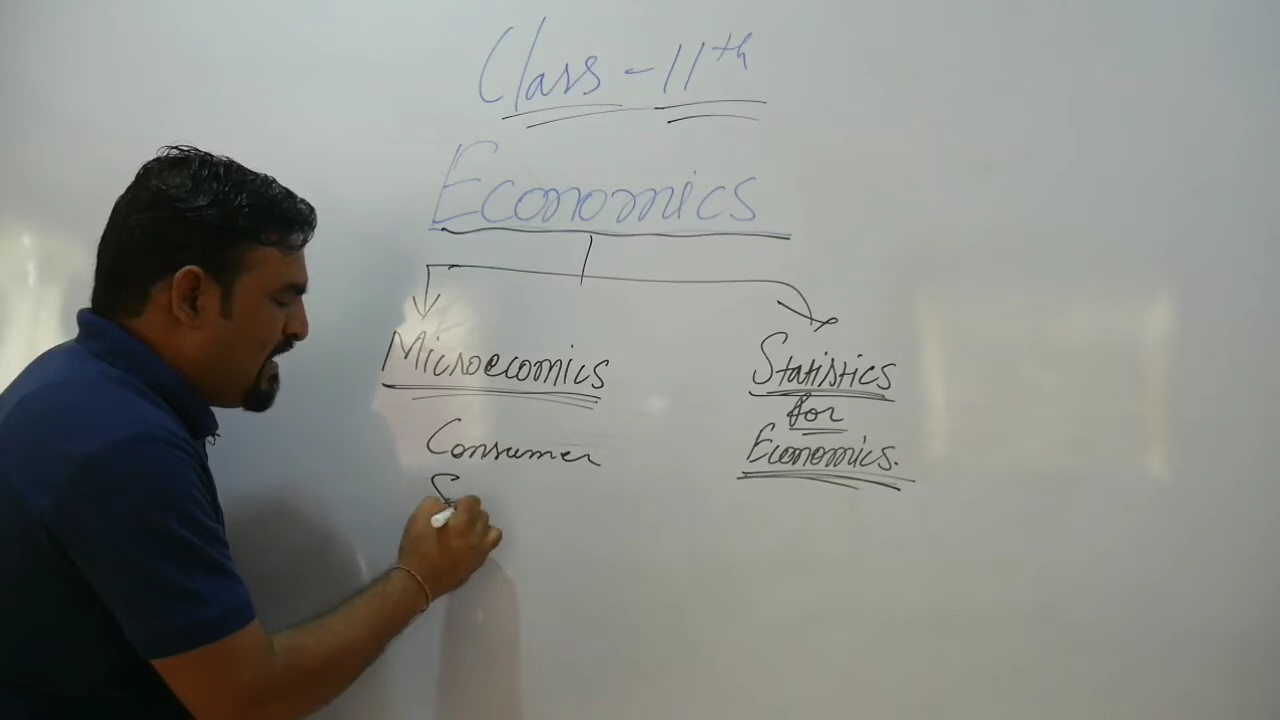 Class - 11th
Economics
Microecomics
Consumer
Statistics
for
Economics.